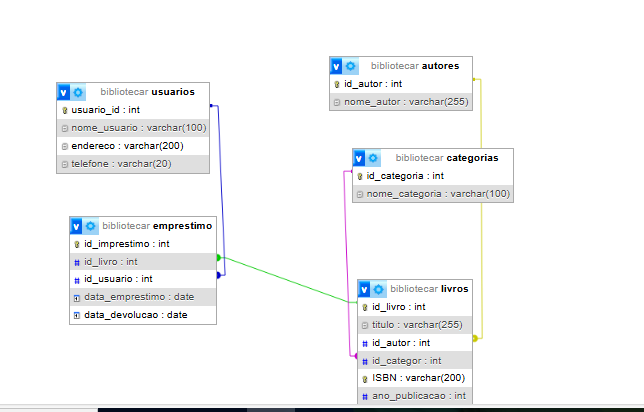 bibliotecar usuarios
usuario_id : int
nome_usuario : varchar(100)
endereco : varchar(200)
telefone : varchar(20)
bibliotecar autores
id_autor : int
nome_autor : varchar(255)
bibliotecar categorias
id_categoria : int
nome_categoria : varchar(100)
bibliotecar emprestimo
id_imprestimo : int
id_livro : int
id_usuario : int
data_emprestimo : date
data_devolucao : date
bibliotecar livros
id_livro : int
titulo : varchar(255)
id_autor : int
id_categor : int
ISBN : varchar(200)
ano_publicacao : int